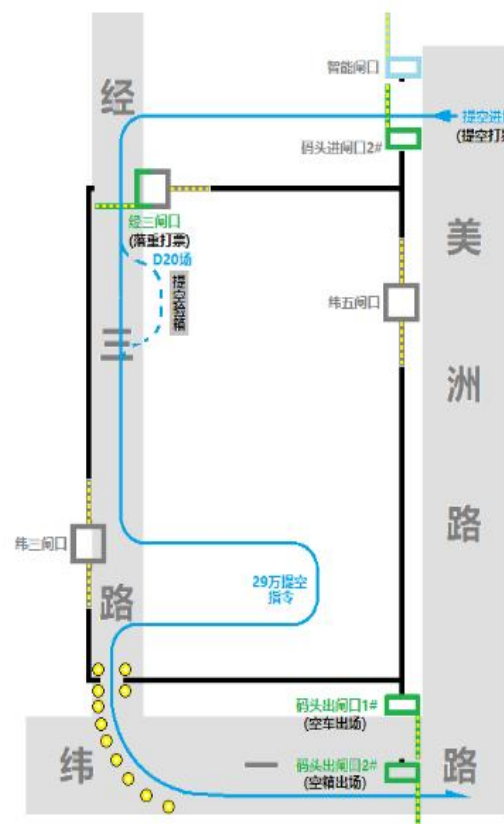 智能闸口
提空进
(提空打票
码头进闸口2#
经三路
美洲路
经三闸口
(落重打票)
D20场
提空验箱
纬五闸口
纬三闸口
29万提空
指令
码头出闸口1#
(空车出场)
码头出闸口2#
(空箱出场)
纬一路